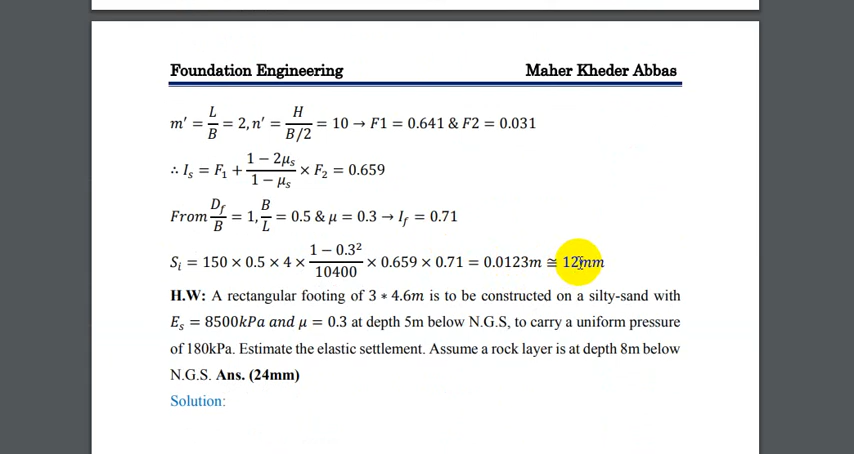 Foundation Engineering Maher Kheder Abbas
m′ = L/B = 2, n′ = H/(B/2) = 10 → F1 = 0.641 & F2 = 0.031
∴ I_s = F_1 + (1 − 2μ_s)/(1 − μ_s) × F_2 = 0.659
From D_f/B = 1, B/L = 0.5 & μ = 0.3 → I_f = 0.71
S_i = 150 × 0.5 × 4 × (1 − 0.3²)/10400 × 0.659 × 0.71 = 0.0123m ≅ 12mm
H.W: A rectangular footing of 3 * 4.6m is to be constructed on a silty-sand with
E_s = 8500kPa and μ = 0.3 at depth 5m below N.G.S, to carry a uniform pressure
of 180kPa. Estimate the elastic settlement. Assume a rock layer is at depth 8m below
N.G.S. Ans. (24mm)
Solution: